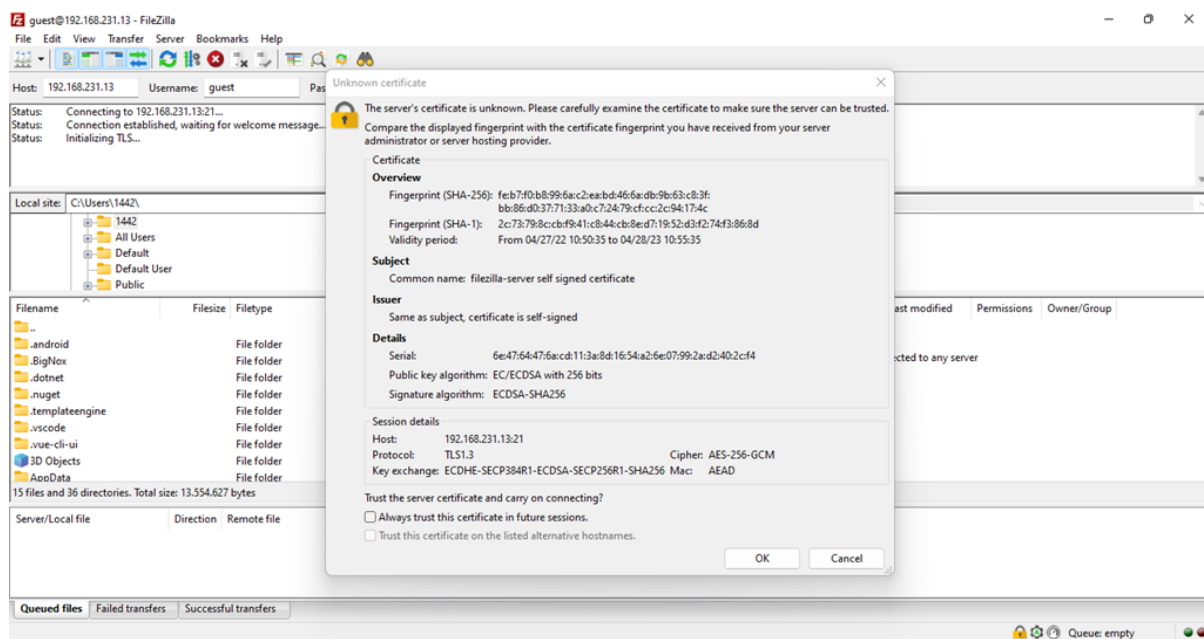 guest@192.168.231.13 - FileZilla
File Edit View Transfer Server Bookmarks Help
Host: 192.168.231.13 Username: guest Pas
Status: Connecting to 192.168.231.13:21...
Status: Connection established, waiting for welcome message...
Status: Initializing TLS...
Local site: C:\Users\1442\
1442
All Users
Default
Default User
Public
Filename Filesize Filetype
..
.android File folder
.BigNox File folder
.dotnet File folder
.nuget File folder
.templateengine File folder
.vscode File folder
.vue-cli-ui File folder
3D Objects File folder
AppData File folder
15 files and 36 directories. Total size: 13.554.627 bytes
Server/Local file Direction Remote file
Unknown certificate
The server's certificate is unknown. Please carefully examine the certificate to make sure the server can be trusted.
Compare the displayed fingerprint with the certificate fingerprint you have received from your server
administrator or server hosting provider.
Certificate
Overview
Fingerprint (SHA-256): fe:b7:f0:b8:99:6a:c2:ea:bd:46:6a:db:9b:63:c8:3f:
bb:86:d0:37:71:33:a0:c7:24:79:cf:cc:2c:94:17:4c
Fingerprint (SHA-1): 2c:73:79:8c:cb:f9:41:c8:44:cb:8e:d7:19:52:d3:f2:74:f3:86:8d
Validity period: From 04/27/22 10:50:35 to 04/28/23 10:55:35
Subject
Common name: filezilla-server self signed certificate
Issuer
Same as subject, certificate is self-signed
Details
Serial: 6e:47:64:47:6a:cd:11:3a:8d:16:54:a2:6e:07:99:2a:d2:40:2c:f4
Public key algorithm: EC/ECDSA with 256 bits
Signature algorithm: ECDSA-SHA256
Session details
Host: 192.168.231.13:21
Protocol: TLS1.3 Cipher: AES-256-GCM
Key exchange: ECDHE-SECP384R1-ECDSA-SECP256R1-SHA256 Mac: AEAD
Trust the server certificate and carry on connecting?
Always trust this certificate in future sessions.
Trust this certificate on the listed alternative hostnames.
OK Cancel
ast modified Permissions Owner/Group
cted to any server
Queued files Failed transfers Successful transfers
Queue: empty